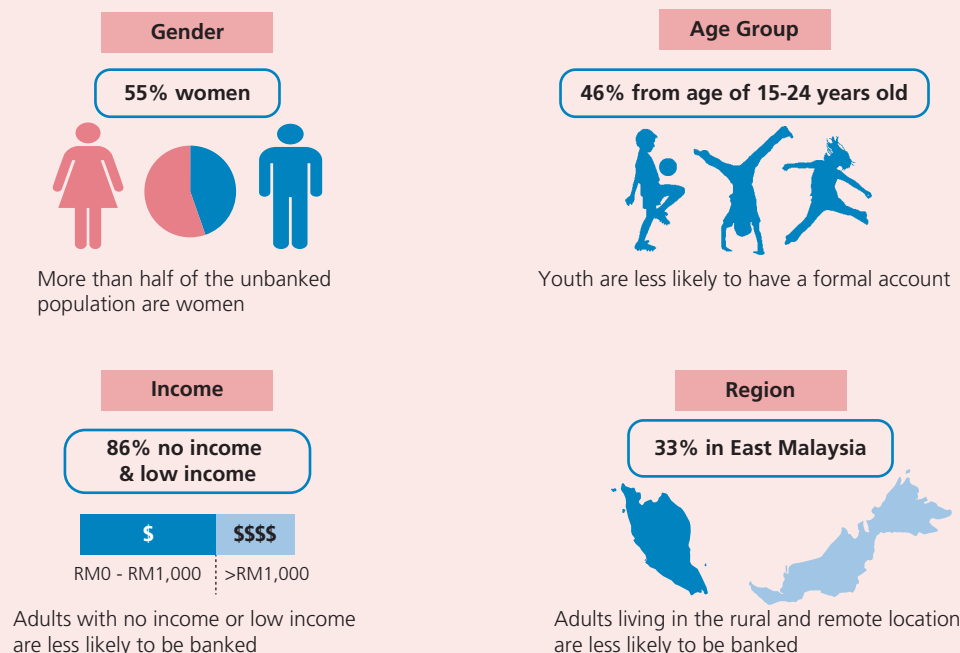 Gender
55% women
More than half of the unbanked
population are women
Age Group
46% from age of 15-24 years old
Youth are less likely to have a formal account
Income
86% no income
& low income
$ $$$$
RM0 - RM1,000 >RM1,000
Adults with no income or low income
are less likely to be banked
Region
33% in East Malaysia
Adults living in the rural and remote location
are less likely to be banked